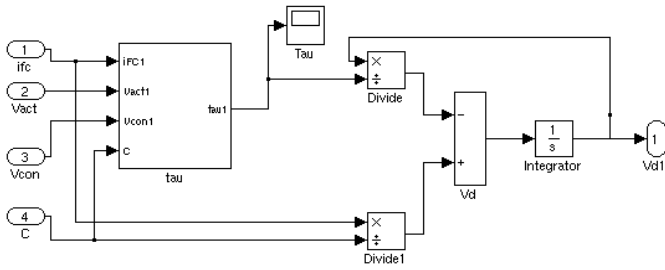 1
ifc
2
Vact
3
Vcon
4
C
iFC1
Vact1
Vcon1
C
tau1
tau
Tau
×
÷
Divide
×
÷
Divide1
−
+
Vd
1
s
Integrator
1
Vd1